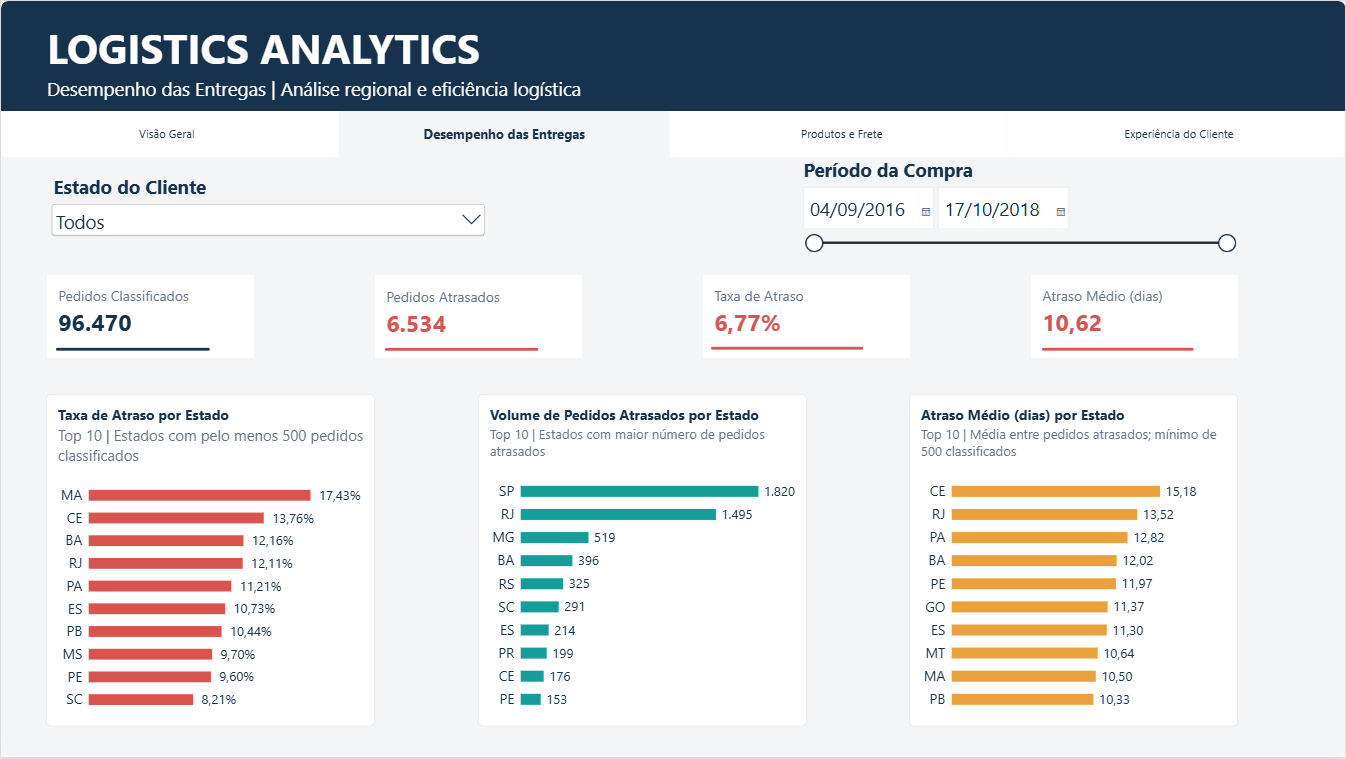 LOGISTICS ANALYTICS
Desempenho das Entregas | Análise regional e eficiência logística
Visão Geral
Desempenho das Entregas
Produtos e Frete
Experiência do Cliente
Estado do Cliente
Todos
Período da Compra
04/09/2016
17/10/2018
Pedidos Classificados
96.470
Pedidos Atrasados
6.534
Taxa de Atraso
6,77%
Atraso Médio (dias)
10,62
Taxa de Atraso por Estado
Top 10 | Estados com pelo menos 500 pedidos
classificados
MA 17,43%
CE 13,76%
BA 12,16%
RJ 12,11%
PA 11,21%
ES 10,73%
PB 10,44%
MS 9,70%
PE 9,60%
SC 8,21%
Volume de Pedidos Atrasados por Estado
Top 10 | Estados com maior número de pedidos
atrasados
SP 1.820
RJ 1.495
MG 519
BA 396
RS 325
SC 291
ES 214
PR 199
CE 176
PE 153
Atraso Médio (dias) por Estado
Top 10 | Média entre pedidos atrasados; mínimo de
500 classificados
CE 15,18
RJ 13,52
PA 12,82
BA 12,02
PE 11,97
GO 11,37
ES 11,30
MT 10,64
MA 10,50
PB 10,33